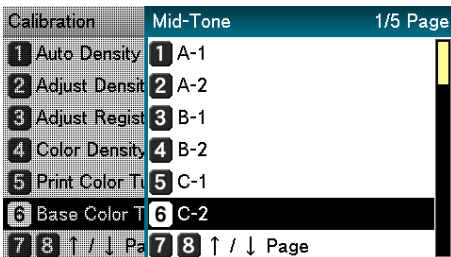 Calibration
1 Auto Density
2 Adjust Densit
3 Adjust Regist
4 Color Density
5 Print Color Tu
6 Base Color T
7 8 ↑ / ↓ Pa
Mid-Tone 1/5 Page
1 A-1
2 A-2
3 B-1
4 B-2
5 C-1
6 C-2
7 8 ↑ / ↓ Page